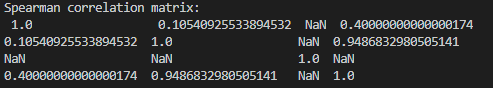 Spearman correlation matrix:
1.0 0.10540925533894532 NaN 0.40000000000000174
0.10540925533894532 1.0 NaN 0.9486832980505141
NaN NaN 1.0 NaN
0.40000000000000174 0.9486832980505141 NaN 1.0